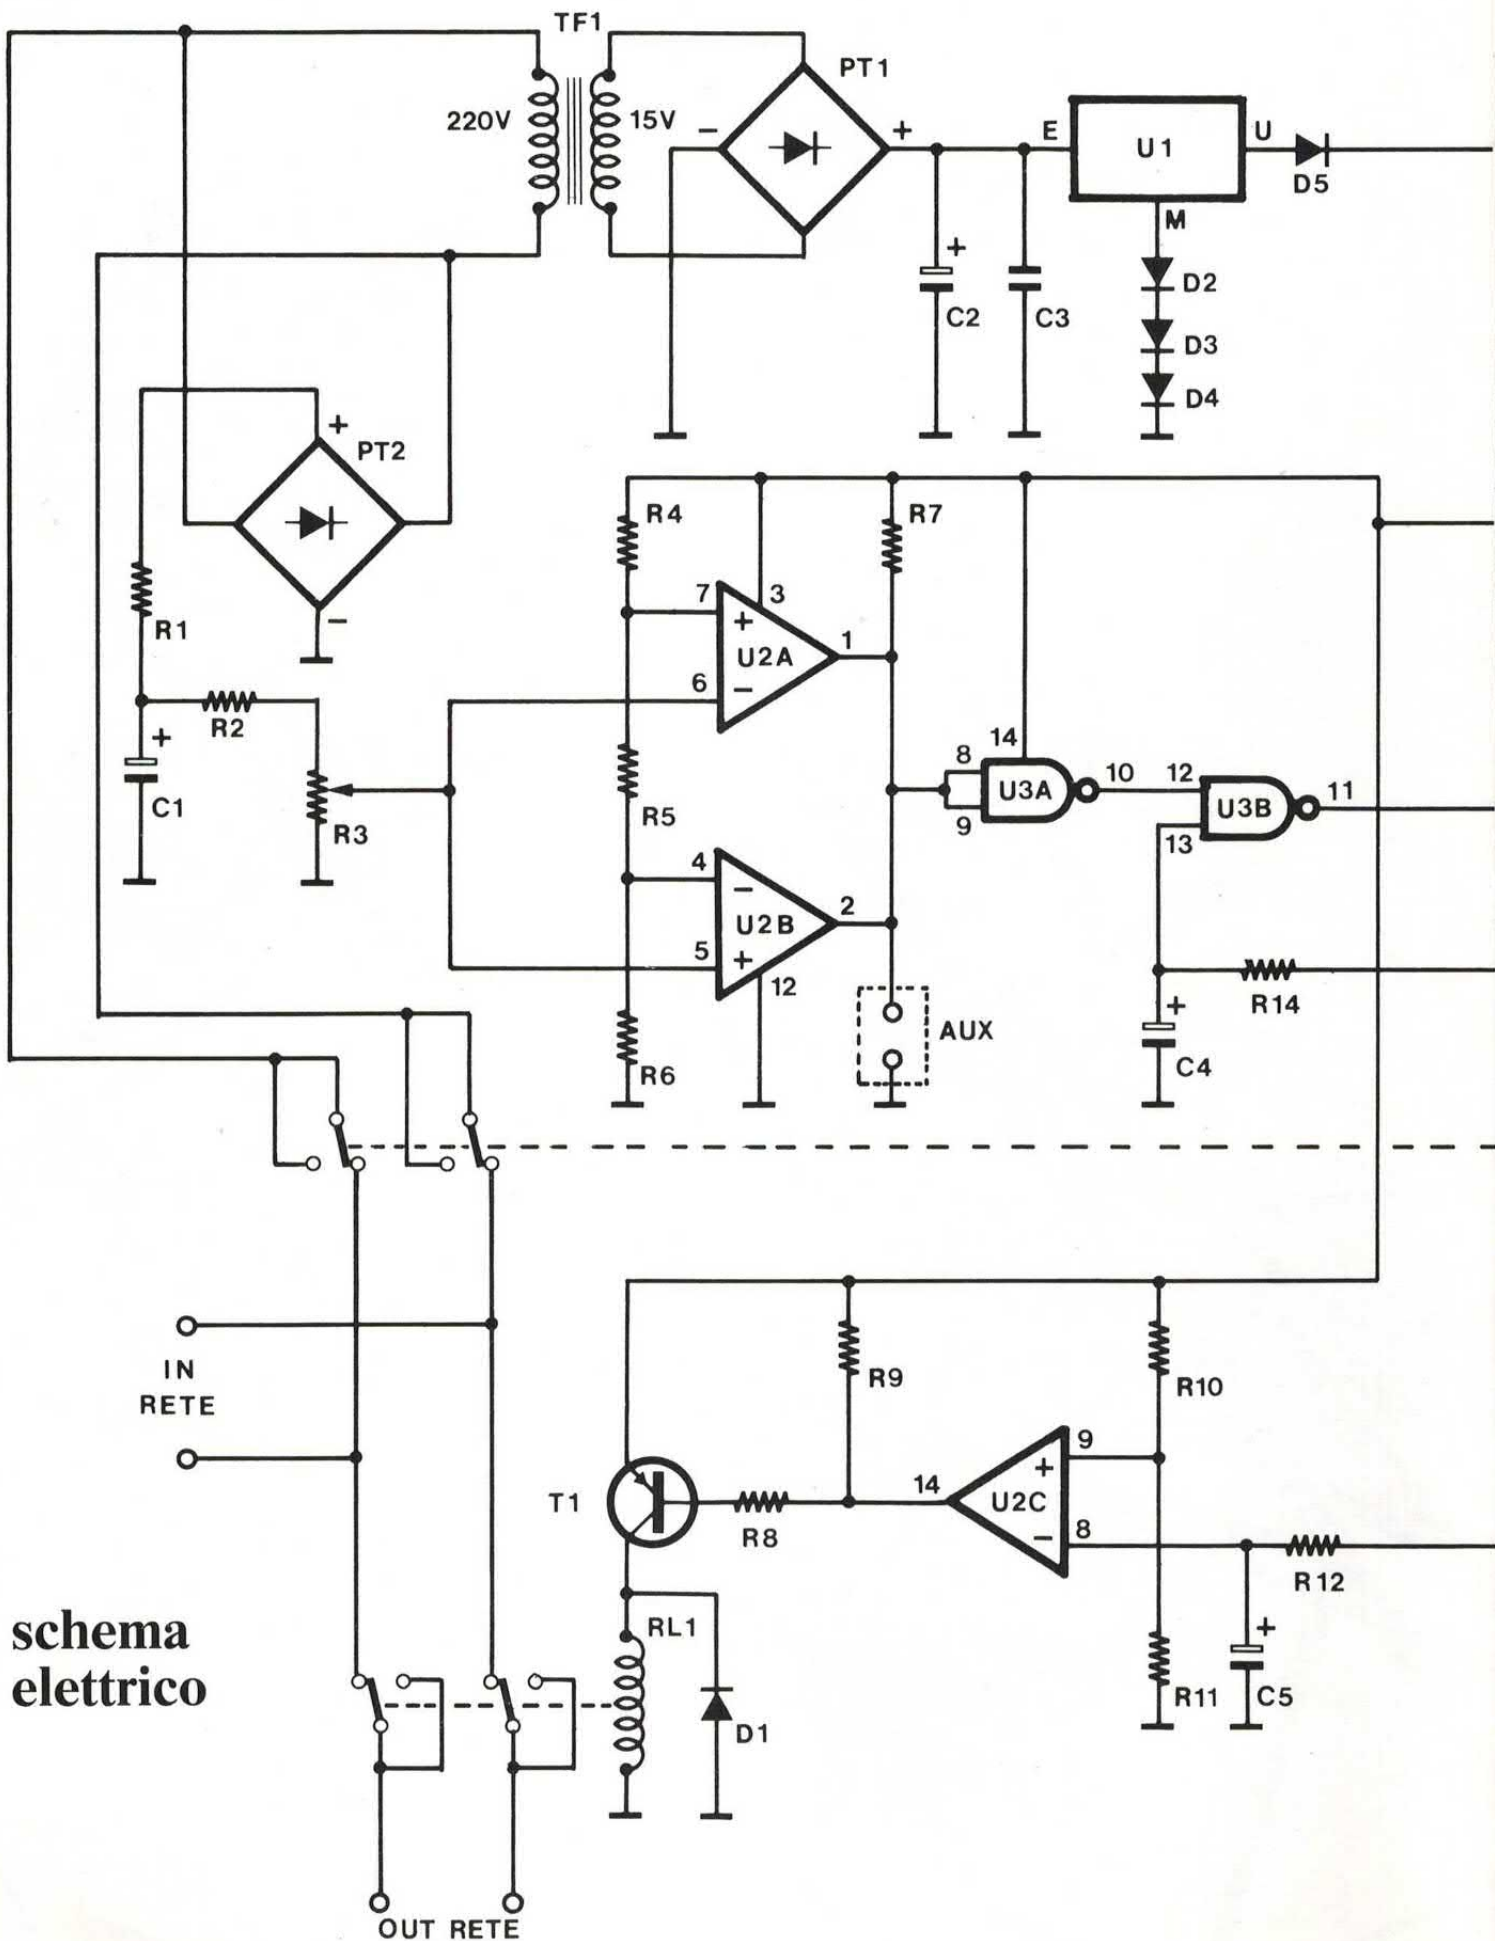 TF1
PT1
220V
15V
-
+
E
U1
U
D5
M
+
C2
C3
D2
D3
D4
+
PT2
-
R1
R2
+
C1
R3
R4
R7
7
3
+
U2A
1
6
-
R5
14
8
U3A
10
12
U3B
11
9
13
4
-
U2B
2
5
+
12
R6
AUX
R14
+
C4
IN
RETE
R9
R10
T1
14
9
+
U2C
8
-
R8
R12
RL1
D1
R11
+
C5
schema
elettrico
OUT RETE